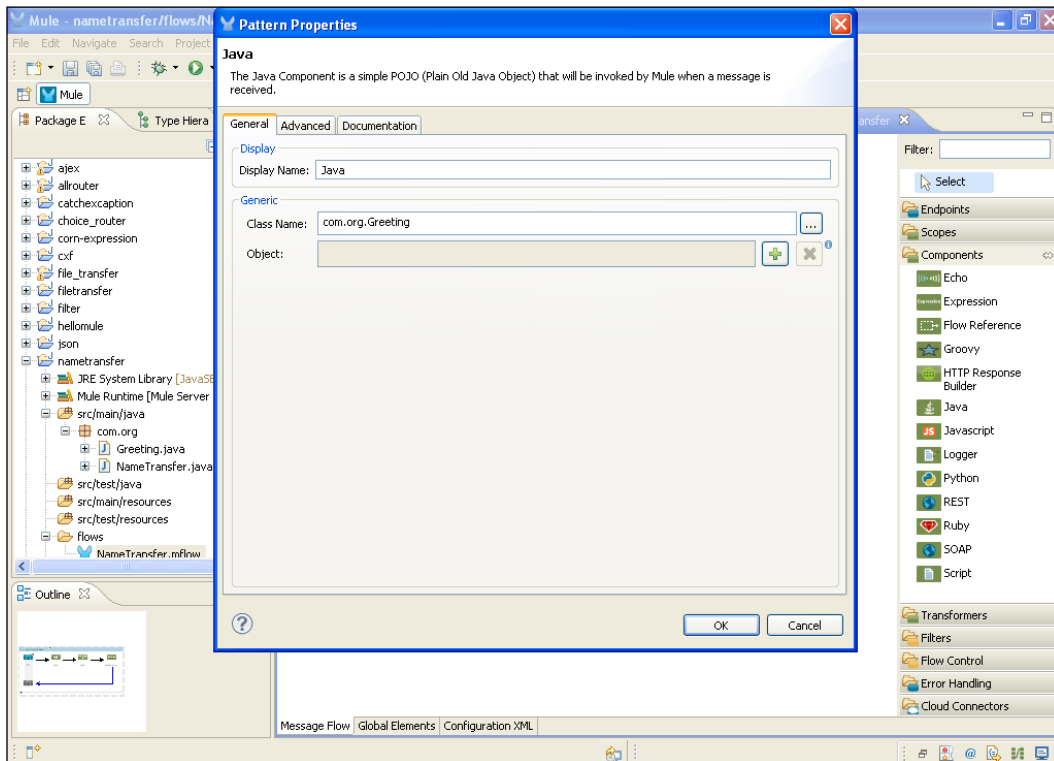 Mule - nametransfer/flows/Na
File Edit Navigate Search Project
Mule
Package E
Type Hiera
ajex
allrouter
catchexcaption
choice_router
corn-expression
cxf
file_transfer
filetransfer
filter
hellomule
json
nametransfer
JRE System Library [JavaSE
Mule Runtime [Mule Server
src/main/java
com.org
Greeting.java
NameTransfer.java
src/test/java
src/main/resources
src/test/resources
flows
NameTransfer.mflow
Outline
Pattern Properties
Java
The Java Component is a simple POJO (Plain Old Java Object) that will be invoked by Mule when a message is
received.
General Advanced Documentation
Display
Display Name: Java
Generic
Class Name: com.org.Greeting ...
Object:
OK Cancel
ansfer
Filter:
Select
Endpoints
Scopes
Components
Echo
Expression
Flow Reference
Groovy
HTTP Response
Builder
Java
JS Javascript
Logger
Python
REST
Ruby
SOAP
Script
Transformers
Filters
Flow Control
Error Handling
Cloud Connectors
Message Flow Global Elements Configuration XML